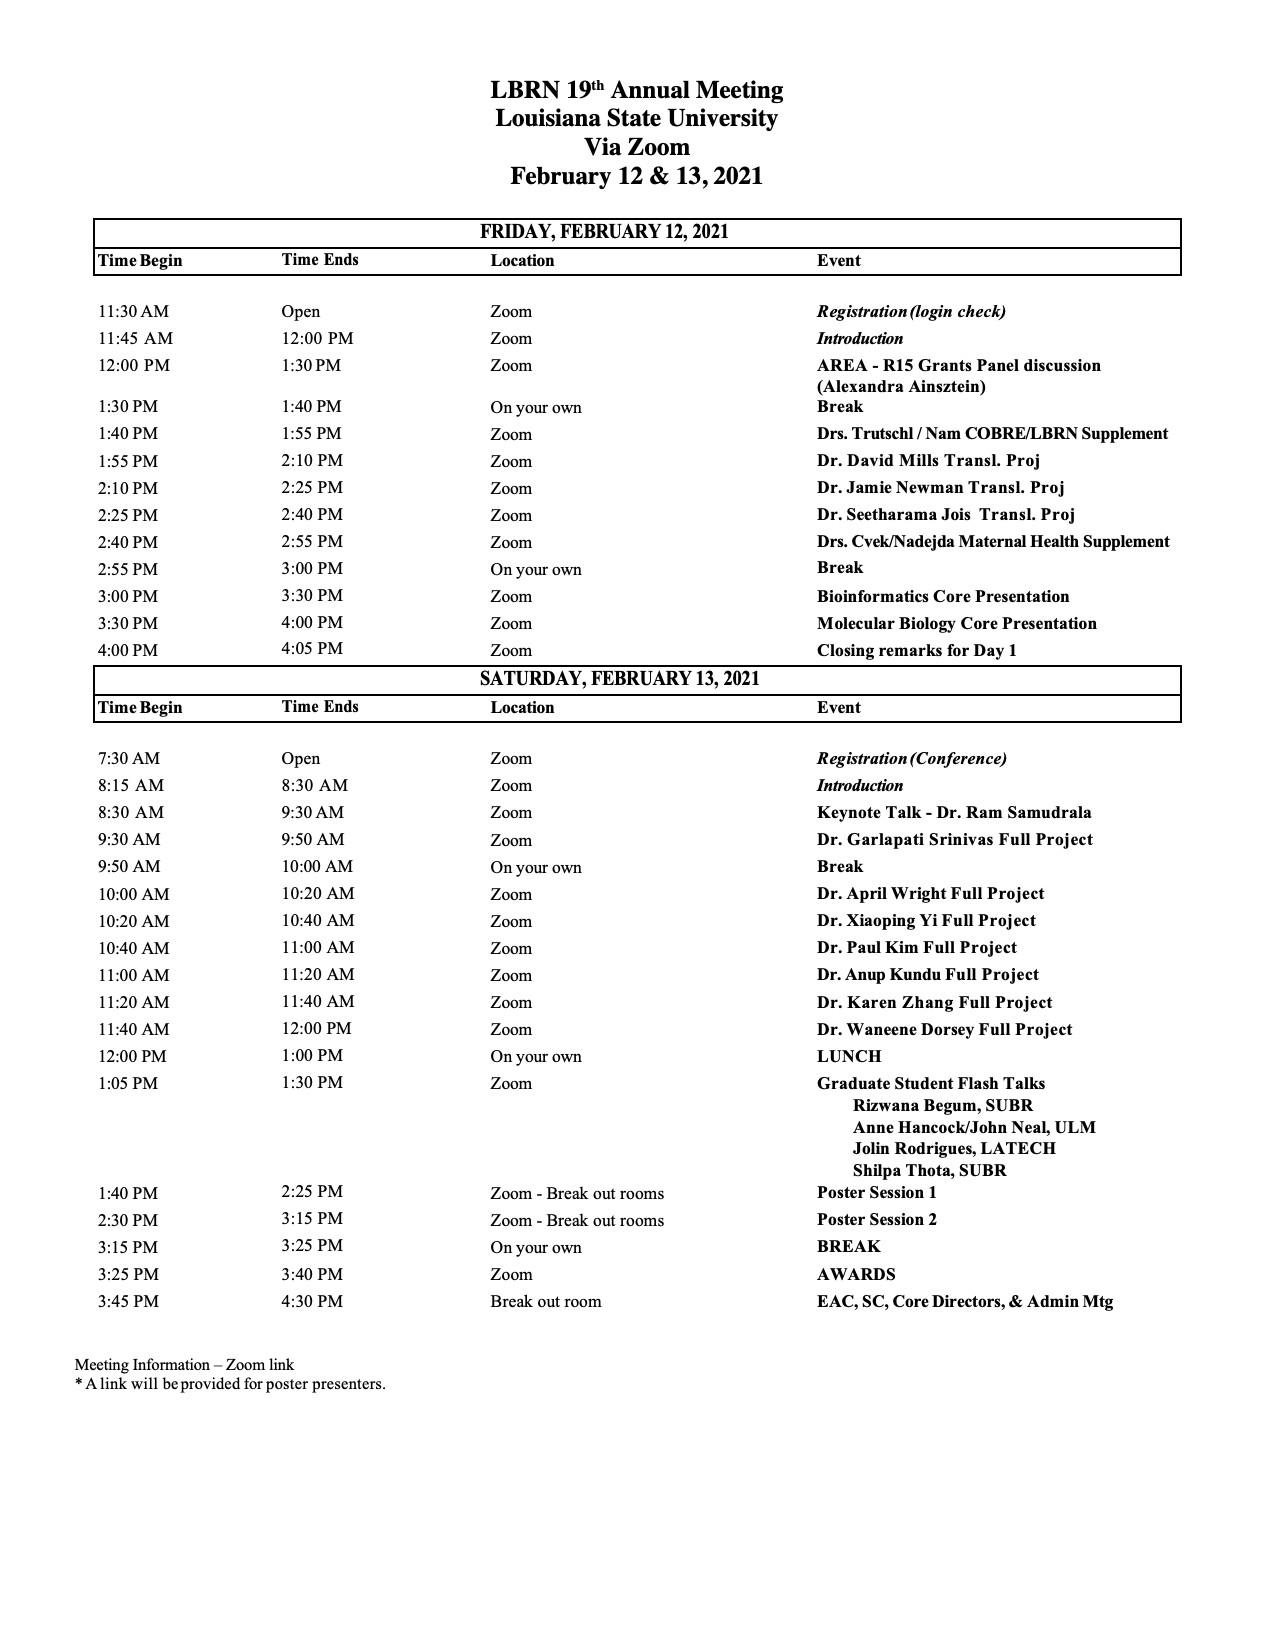 LBRN 19th Annual Meeting
Louisiana State University
Via Zoom
February 12 & 13, 2021
FRIDAY, FEBRUARY 12, 2021
Time Begin Time Ends Location Event
11:30 AM Open Zoom Registration (login check)
11:45 AM 12:00 PM Zoom Introduction
12:00 PM 1:30 PM Zoom AREA - R15 Grants Panel discussion
(Alexandra Ainsztein)
1:30 PM 1:40 PM On your own Break
1:40 PM 1:55 PM Zoom Drs. Trutschl / Nam COBRE/LBRN Supplement
1:55 PM 2:10 PM Zoom Dr. David Mills Transl. Proj
2:10 PM 2:25 PM Zoom Dr. Jamie Newman Transl. Proj
2:25 PM 2:40 PM Zoom Dr. Seetharama Jois Transl. Proj
2:40 PM 2:55 PM Zoom Drs. Cvek/Nadejda Maternal Health Supplement
2:55 PM 3:00 PM On your own Break
3:00 PM 3:30 PM Zoom Bioinformatics Core Presentation
3:30 PM 4:00 PM Zoom Molecular Biology Core Presentation
4:00 PM 4:05 PM Zoom Closing remarks for Day 1
SATURDAY, FEBRUARY 13, 2021
Time Begin Time Ends Location Event
7:30 AM Open Zoom Registration (Conference)
8:15 AM 8:30 AM Zoom Introduction
8:30 AM 9:30 AM Zoom Keynote Talk - Dr. Ram Samudrala
9:30 AM 9:50 AM Zoom Dr. Garlapati Srinivas Full Project
9:50 AM 10:00 AM On your own Break
10:00 AM 10:20 AM Zoom Dr. April Wright Full Project
10:20 AM 10:40 AM Zoom Dr. Xiaoping Yi Full Project
10:40 AM 11:00 AM Zoom Dr. Paul Kim Full Project
11:00 AM 11:20 AM Zoom Dr. Anup Kundu Full Project
11:20 AM 11:40 AM Zoom Dr. Karen Zhang Full Project
11:40 AM 12:00 PM Zoom Dr. Waneene Dorsey Full Project
12:00 PM 1:00 PM On your own LUNCH
1:05 PM 1:30 PM Zoom Graduate Student Flash Talks
Rizwana Begum, SUBR
Anne Hancock/John Neal, ULM
Jolin Rodrigues, LATECH
Shilpa Thota, SUBR
1:40 PM 2:25 PM Zoom - Break out rooms Poster Session 1
2:30 PM 3:15 PM Zoom - Break out rooms Poster Session 2
3:15 PM 3:25 PM On your own BREAK
3:25 PM 3:40 PM Zoom AWARDS
3:45 PM 4:30 PM Break out room EAC, SC, Core Directors, & Admin Mtg
Meeting Information – Zoom link
* A link will be provided for poster presenters.